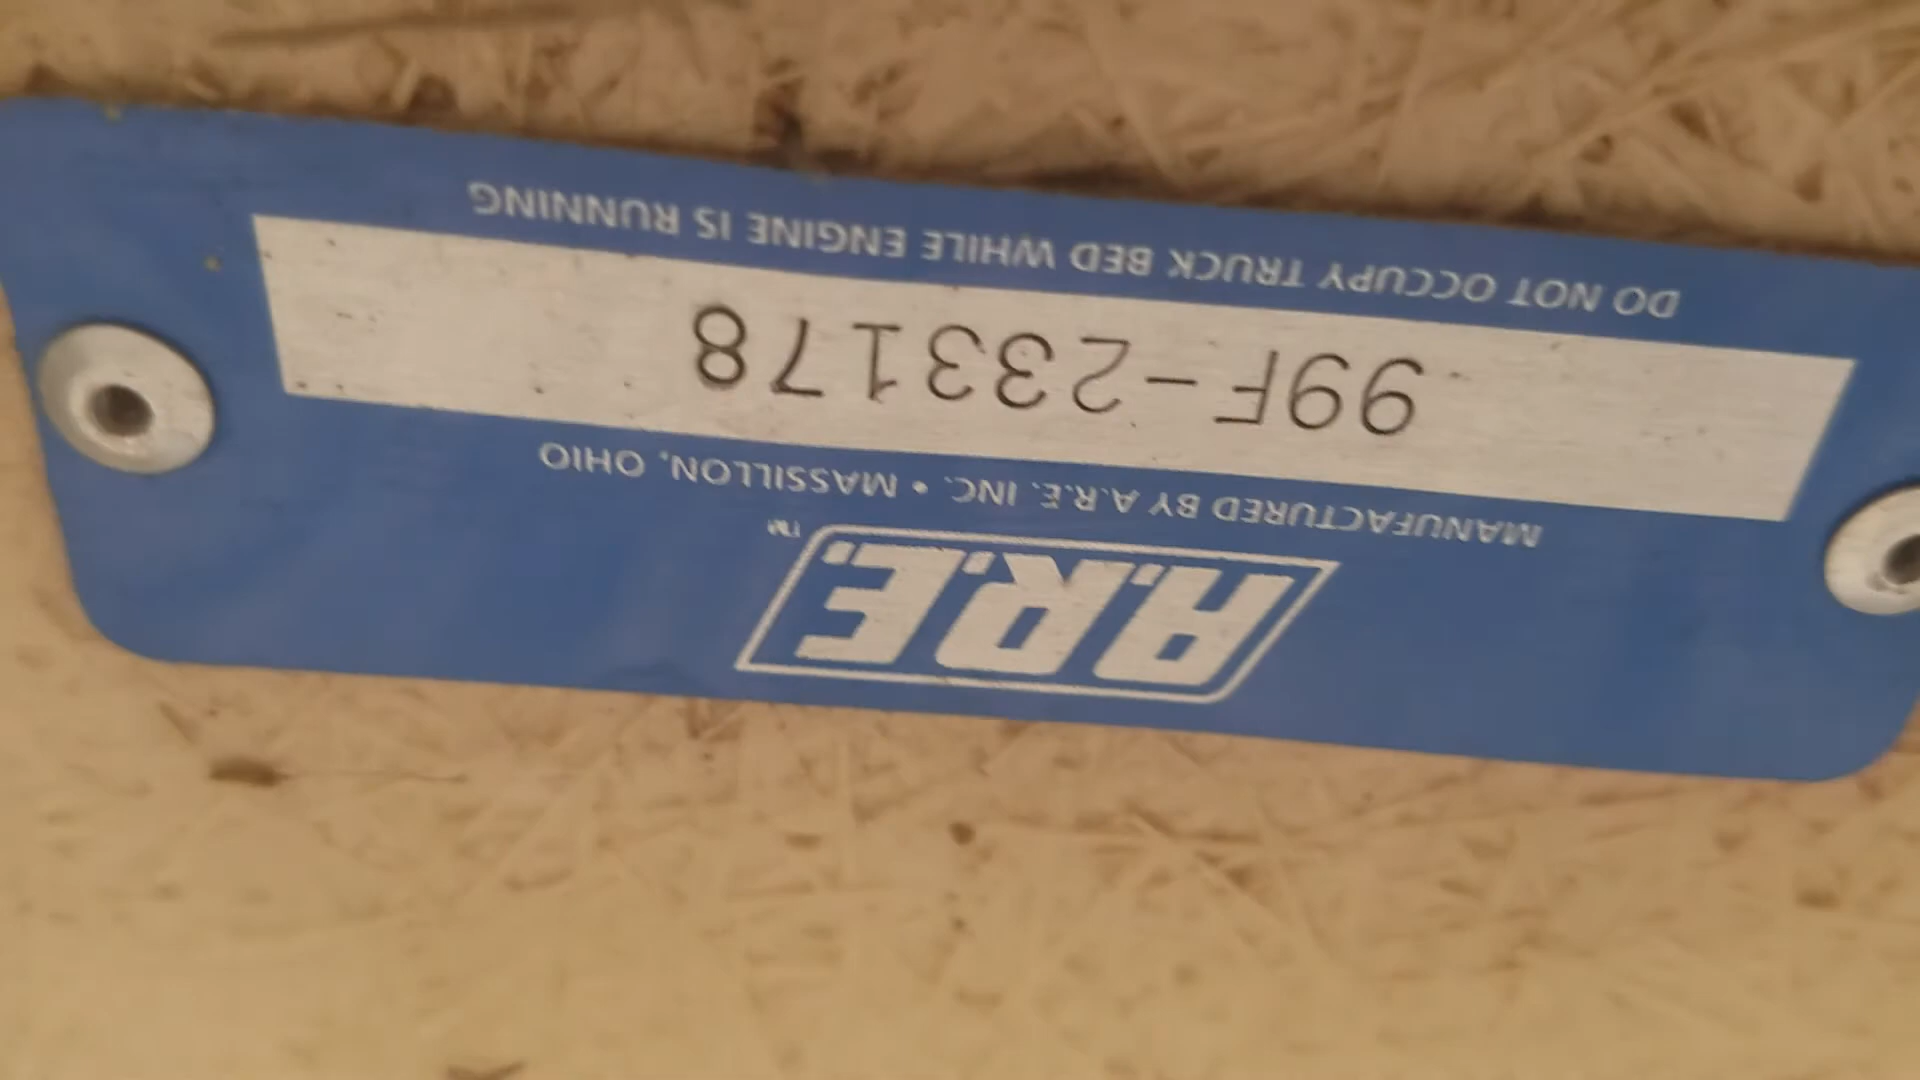 A.R.E.™
MANUFACTURED BY A.R.E. INC. • MASSILLON, OHIO
99F-233178
DO NOT OCCUPY TRUCK BED WHILE ENGINE IS RUNNING